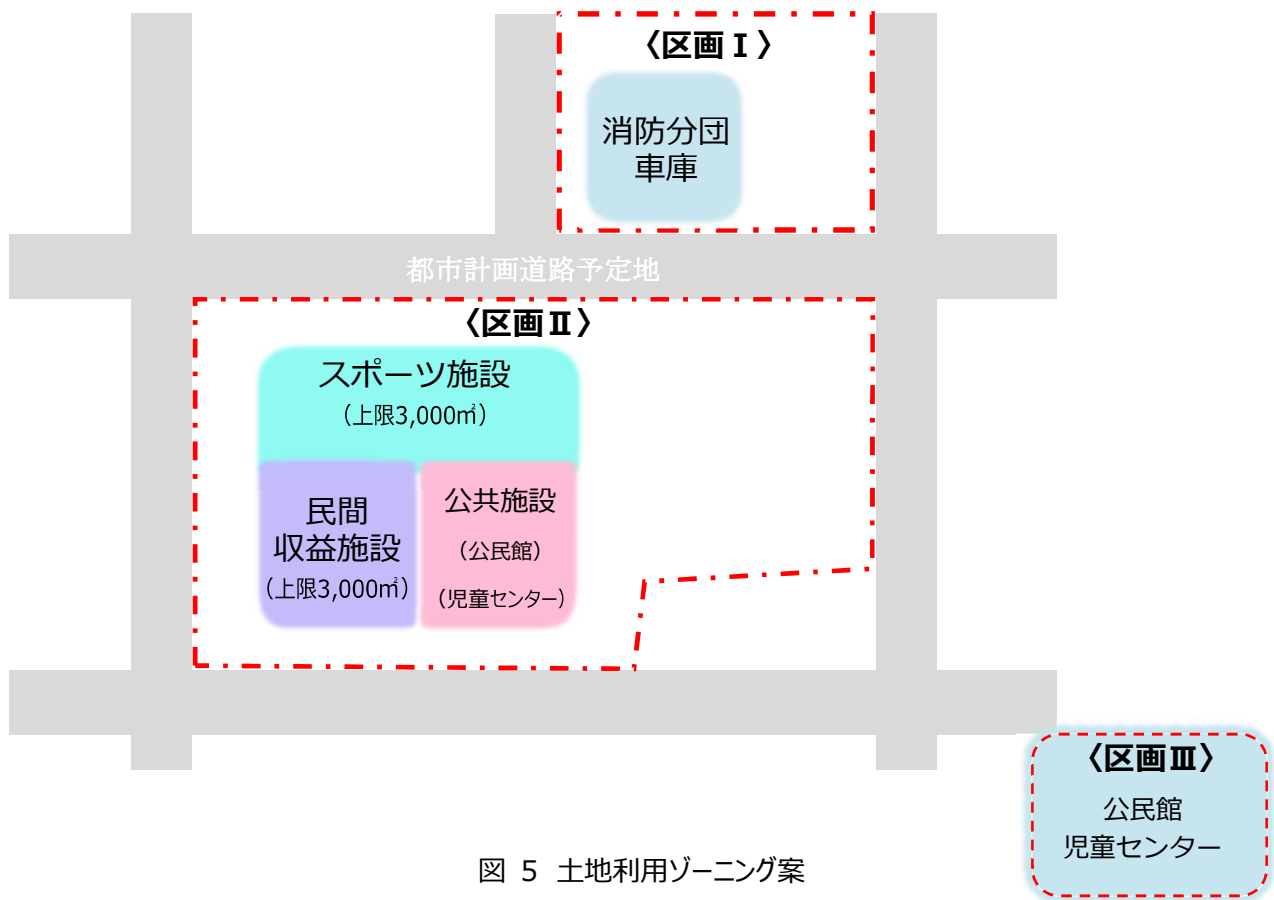 〈区画Ⅰ〉
消防分団
車庫
都市計画道路予定地
〈区画Ⅱ〉
スポーツ施設
（上限3,000㎡）
民間
収益施設
（上限3,000㎡）
公共施設
（公民館）
（児童センター）
〈区画Ⅲ〉
公民館
児童センター
図 5 土地利用ゾーニング案